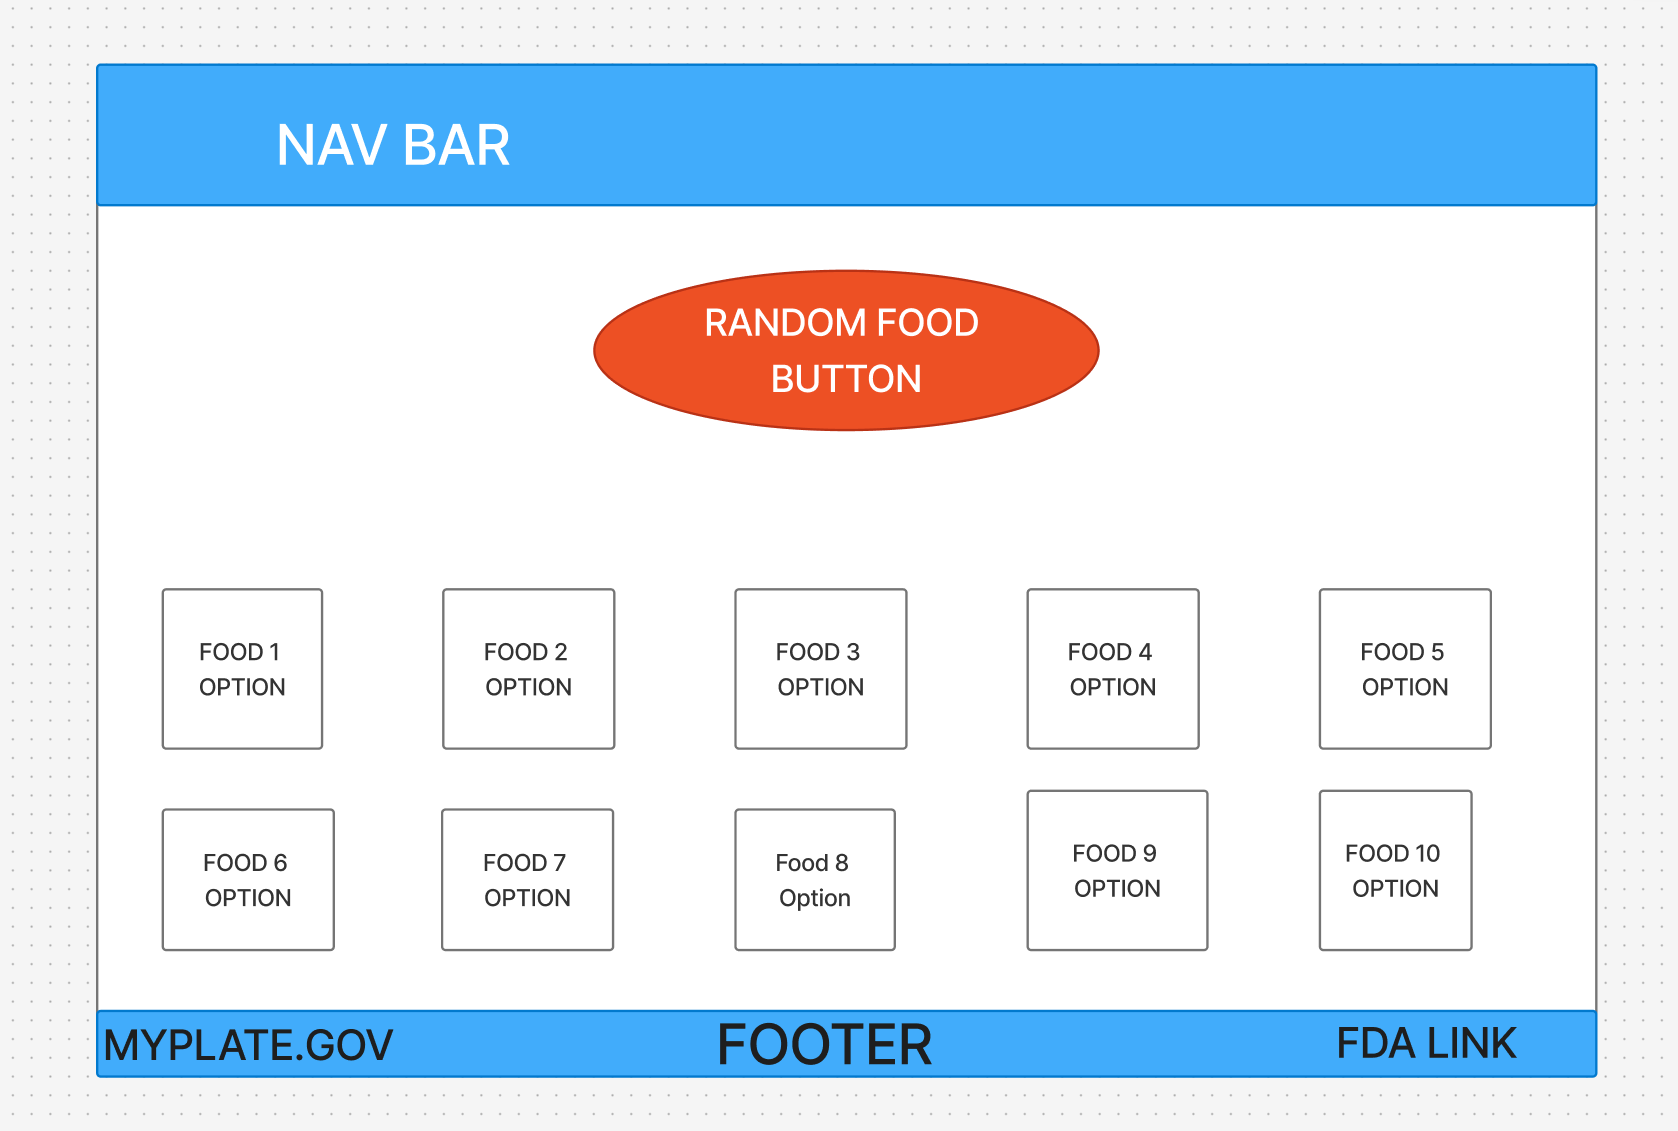 NAV BAR
RANDOM FOOD
BUTTON
FOOD 1
OPTION
FOOD 2
OPTION
FOOD 3
OPTION
FOOD 4
OPTION
FOOD 5
OPTION
FOOD 6
OPTION
FOOD 7
OPTION
Food 8
Option
FOOD 9
OPTION
FOOD 10
OPTION
MYPLATE.GOV
FOOTER
FDA LINK